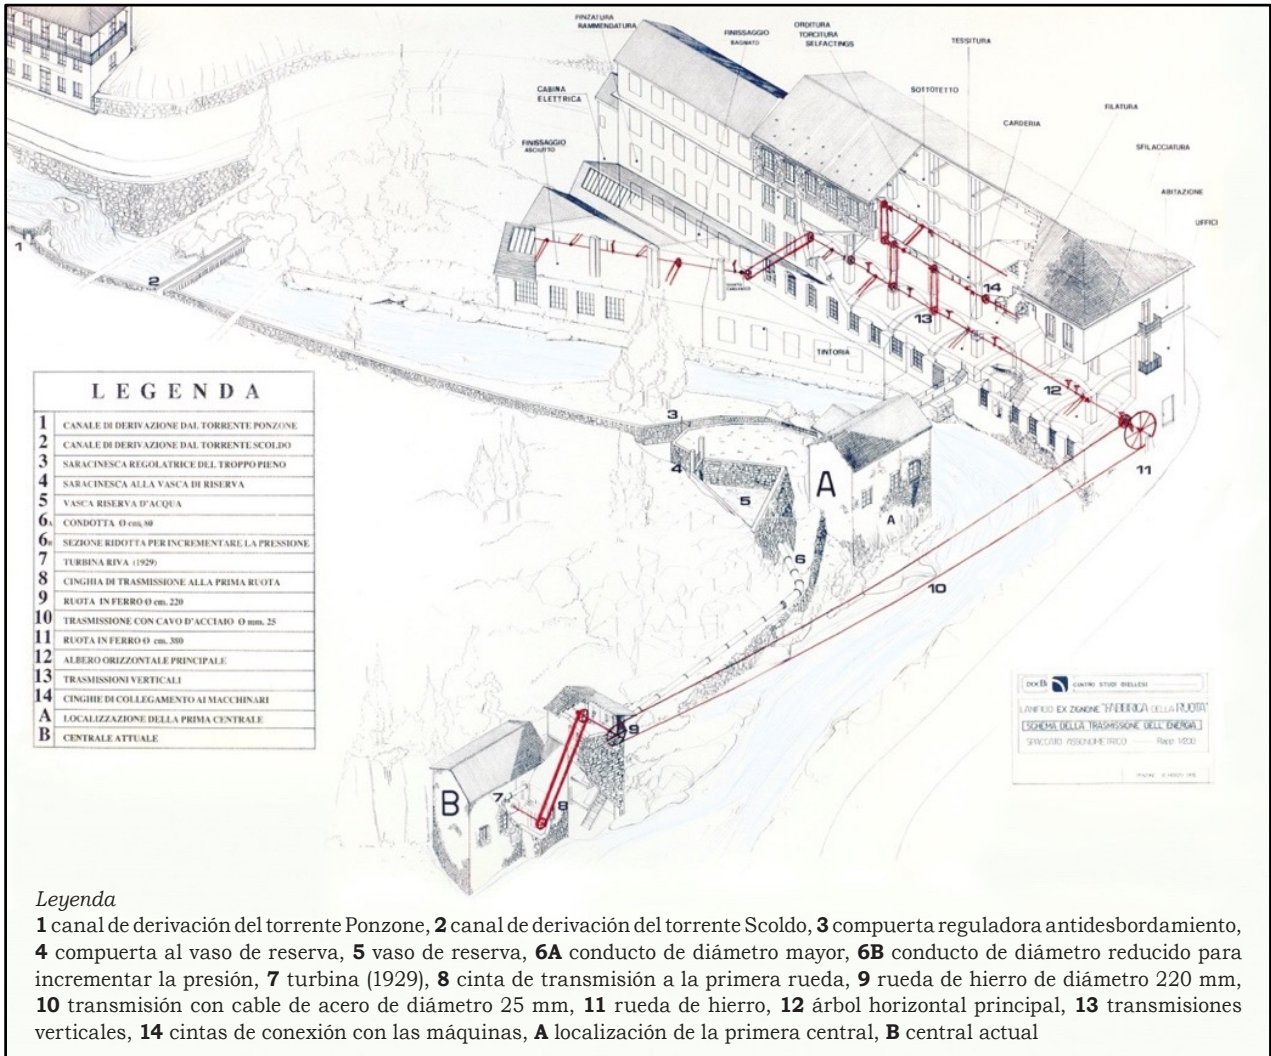 PINZATURA
RAMMENDATURA
FINISSAGGIO
BAGNATO
ORDITURA
TORCITURA
SELFACTINGS
TESSITURA
CABINA
ELETTRICA
SOTTOTETTO
FILATURA
CARDERIA
FINISSAGGIO
ASCIUTTO
SFILACCIATURA
ABITAZIONE
UFFICI
1
2
14
13
TINTORIA
12
11
3
4
5
A
A
6
10
9
B
7
8
LEGENDA
1 CANALE DI DERIVAZIONE DAL TORRENTE PONZONE
2 CANALE DI DERIVAZIONE DAL TORRENTE SCOLDO
3 SARACINESCA REGOLATRICE DEL TROPPO PIENO
4 SARACINESCA ALLA VASCA DI RISERVA
5 VASCA RISERVA D'ACQUA
6A CONDOTTA Ø cm. 80
6B SEZIONE RIDOTTA PER INCREMENTARE LA PRESSIONE
7 TURBINA RIVA (1929)
8 CINGHIA DI TRASMISSIONE ALLA PRIMA RUOTA
9 RUOTA IN FERRO Ø cm. 220
10 TRASMISSIONE CON CAVO D'ACCIAIO Ø mm. 25
11 RUOTA IN FERRO Ø cm. 380
12 ALBERO ORIZZONTALE PRINCIPALE
13 TRASMISSIONI VERTICALI
14 CINGHIE DI COLLEGAMENTO AI MACCHINARI
A LOCALIZZAZIONE DELLA PRIMA CENTRALE
B CENTRALE ATTUALE
DOCBI CENTRO STUDI BIELLESI
LANIFICIO EX ZIGNONE "FABBRICA DELLA RUOTA"
SCHEMA DELLA TRASMISSIONE DELL'ENERGIA
SPACCATO ASSONOMETRICO Rapp. 1:200
Leyenda
1 canal de derivación del torrente Ponzone, 2 canal de derivación del torrente Scoldo, 3 compuerta reguladora antidesbordamiento,
4 compuerta al vaso de reserva, 5 vaso de reserva, 6A conducto de diámetro mayor, 6B conducto de diámetro reducido para
incrementar la presión, 7 turbina (1929), 8 cinta de transmisión a la primera rueda, 9 rueda de hierro de diámetro 220 mm,
10 transmisión con cable de acero de diámetro 25 mm, 11 rueda de hierro, 12 árbol horizontal principal, 13 transmisiones
verticales, 14 cintas de conexión con las máquinas, A localización de la primera central, B central actual